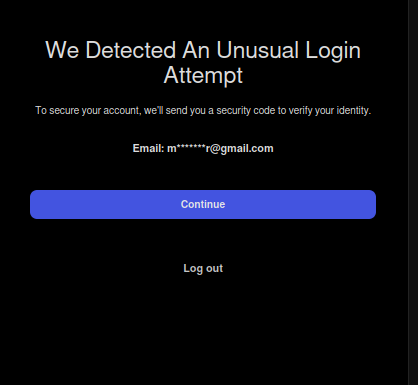 We Detected An Unusual Login
Attempt
To secure your account, we'll send you a security code to verify your identity.
Email: m*******r@gmail.com
Continue
Log out